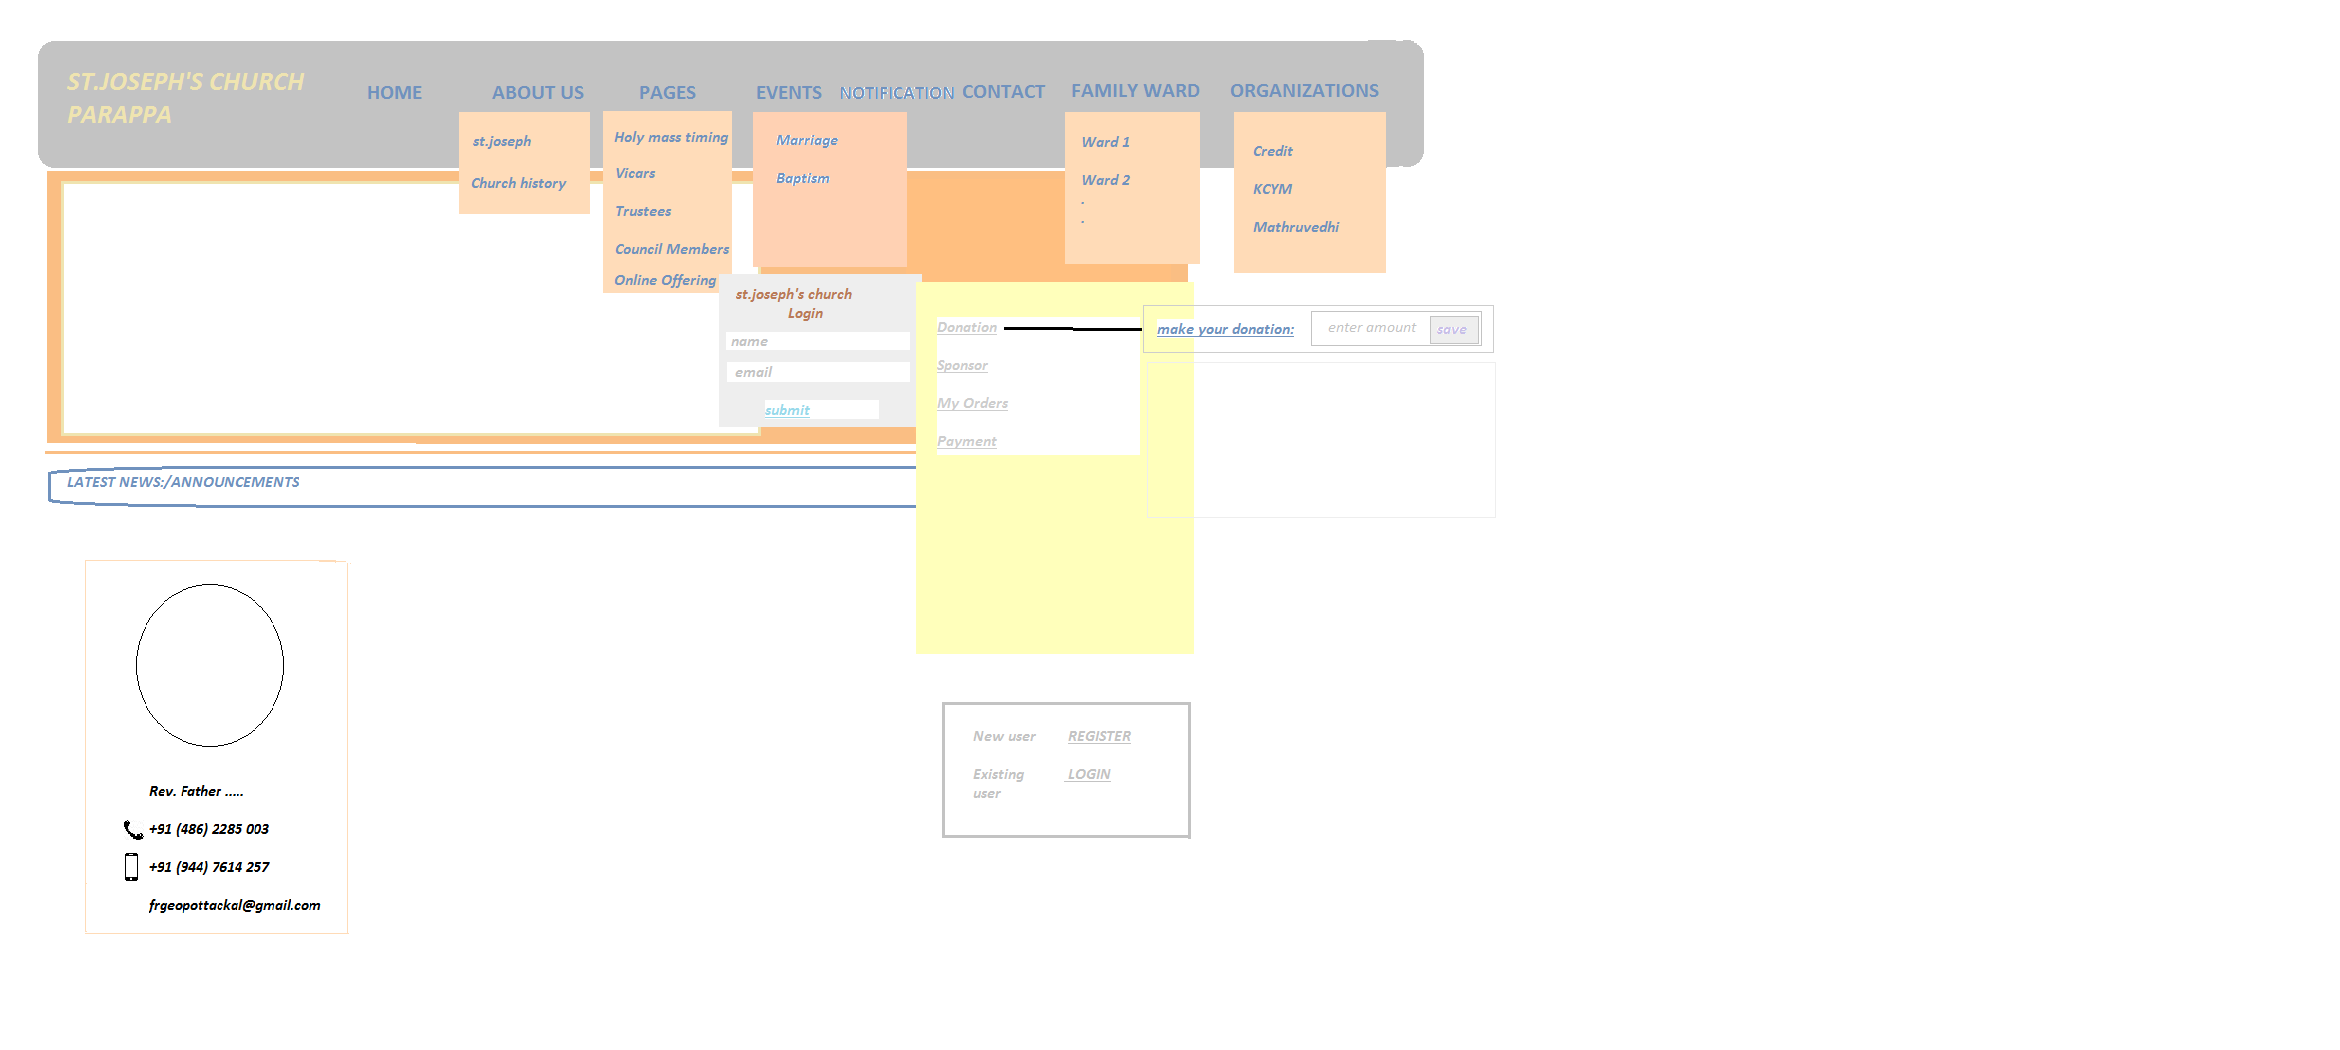 ST.JOSEPH'S CHURCH
PARAPPA
HOME
ABOUT US
PAGES
EVENTS
NOTIFICATION
CONTACT
FAMILY WARD
ORGANIZATIONS
st.joseph
Church history
Holy mass timing
Vicars
Trustees
Council Members
Online Offering
Marriage
Baptism
Ward 1
Ward 2
.
.
Credit
KCYM
Mathruvedhi
st.joseph's church
Login
name
email
submit
Donation
Sponsor
My Orders
Payment
make your donation:
enter amount
save
LATEST NEWS:/ANNOUNCEMENTS
Rev. Father .....
+91 (486) 2285 003
+91 (944) 7614 257
frgeopottackal@gmail.com
New user REGISTER
Existing LOGIN
user